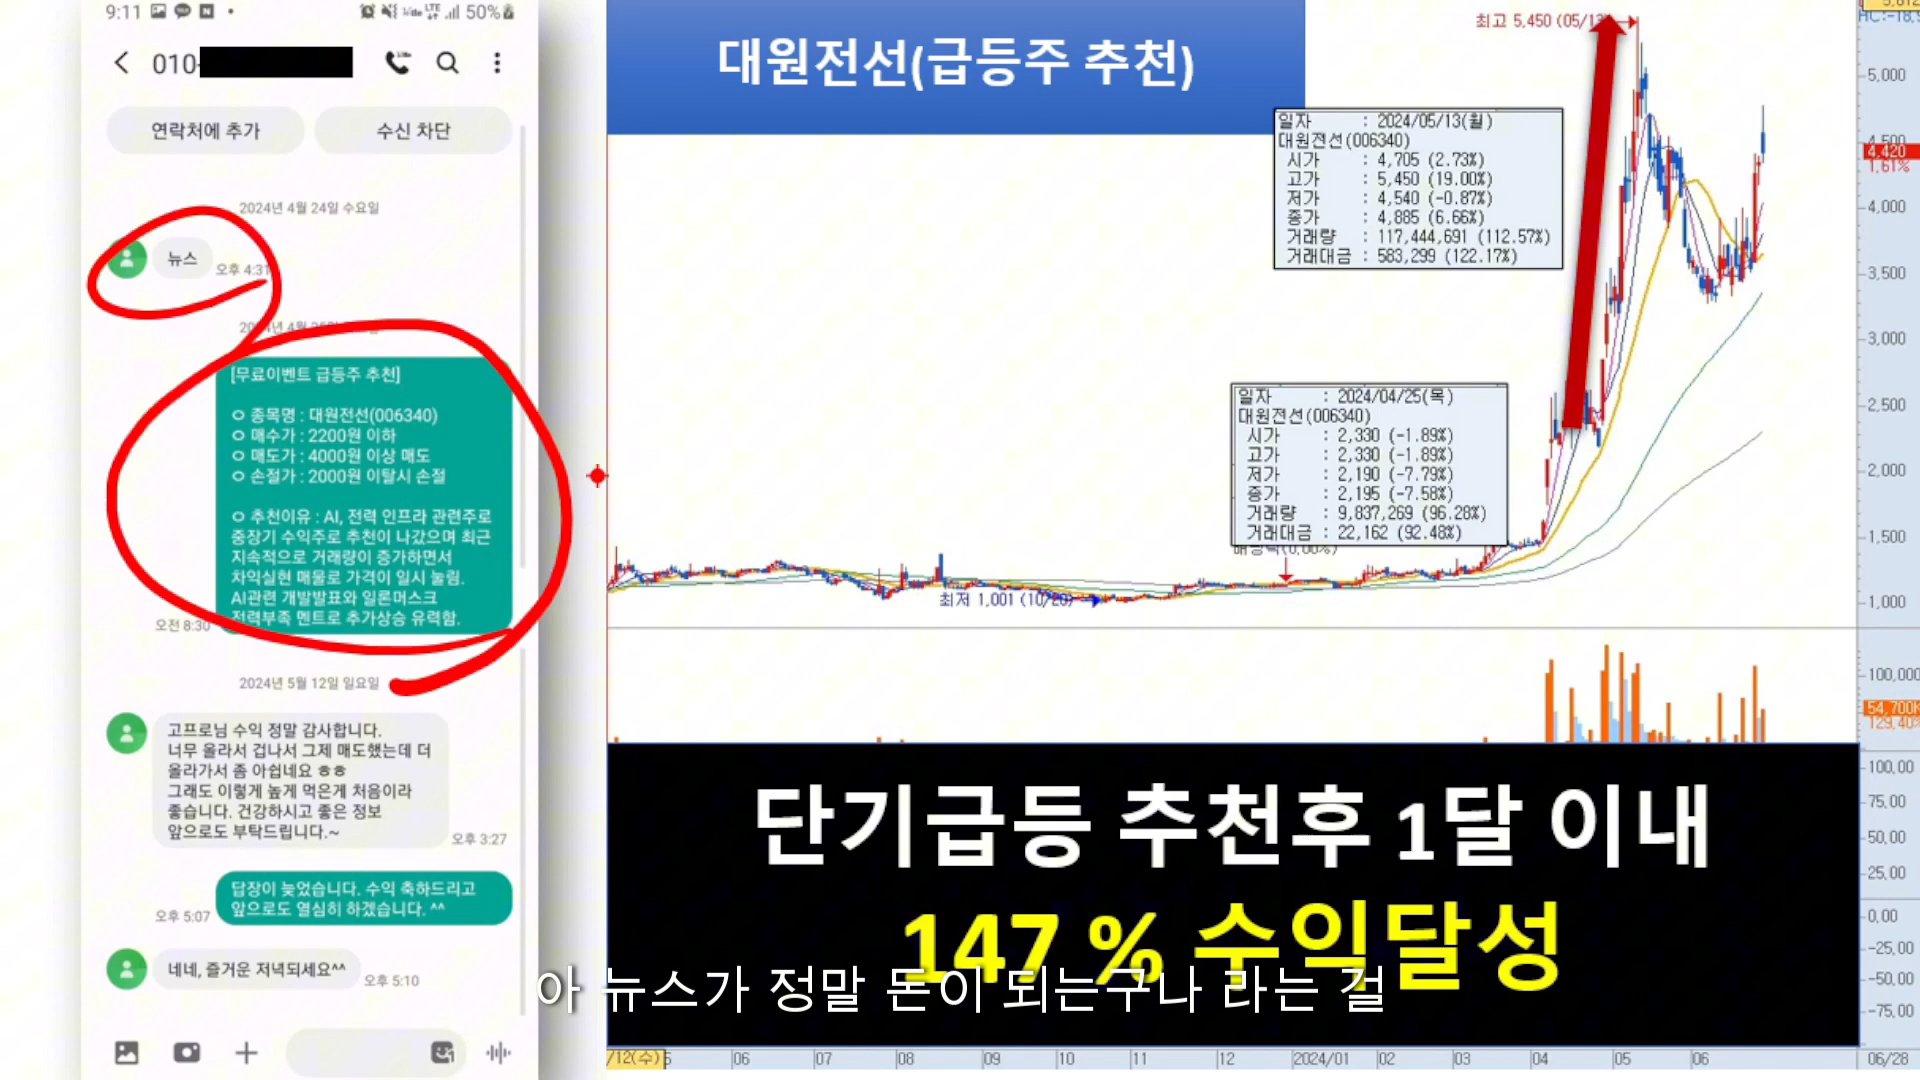 9:11
50%
010-
연락처에 추가
수신 차단
2024년 4월 24일 수요일
뉴스
오후 4:31
[무료이벤트 급등주 추천]
ㅇ 종목명 : 대원전선(006340)
ㅇ 매수가 : 2200원 이하
ㅇ 매도가 : 4000원 이상 매도
ㅇ 손절가 : 2000원 이탈시 손절
ㅇ 추천이유 : AI, 전력 인프라 관련주로
중장기 수익주로 추천이 나갔으며 최근
지속적으로 거래량이 증가하면서
차익실현 매물로 가격이 일시 눌림.
AI관련 개발발표와 일론머스크
전력부족 멘트로 추가상승 유력함.
오전 8:30
2024년 5월 12일 일요일
고프로님 수익 정말 감사합니다.
너무 올라서 겁나서 그제 매도했는데 더
올라가서 좀 아쉽네요 ㅎㅎ
그래도 이렇게 높게 먹은게 처음이라
좋습니다. 건강하시고 좋은 정보
앞으로도 부탁드립니다.~
오후 3:27
답장이 늦었습니다. 수익 축하드리고
앞으로도 열심히 하겠습니다. ^^
오후 5:07
네네, 즐거운 저녁되세요^^
오후 5:10
대원전선(급등주 추천)
최고 5,450 (05/13)
일자 : 2024/05/13(월)
대원전선(006340)
시가 : 4,705 (2.73%)
고가 : 5,450 (19.00%)
저가 : 4,540 (-0.87%)
종가 : 4,885 (6.66%)
거래량 : 117,444,691 (112.57%)
거래대금 : 583,299 (122.17%)
일자 : 2024/04/25(목)
대원전선(006340)
시가 : 2,330 (-1.89%)
고가 : 2,330 (-1.89%)
저가 : 2,190 (-7.79%)
종가 : 2,195 (-7.58%)
거래량 : 9,837,269 (96.28%)
거래대금 : 22,162 (92.48%)
최저 1,001 (10/20)
5,000
4,500
4,420
1.61%
4,000
3,500
3,000
2,500
2,000
1,500
1,000
100,000
54,700K
129.40%
100,00
75,00
50,00
25,00
0,00
-25,00
-50,00
-75,00
단기급등 추천후 1달 이내
147 % 수익달성
아 뉴스가 정말 돈이 되는구나 라는 걸
/12(수)
06
07
08
09
10
11
12
2024/01
02
03
04
05
06
06/28